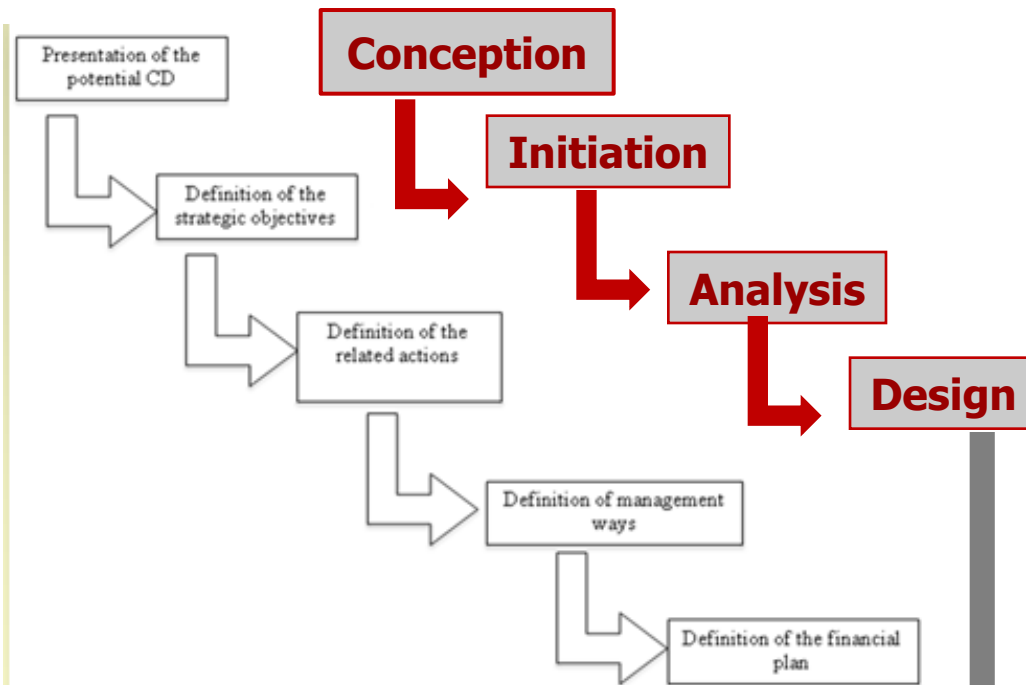 Presentation of the
potential CD
Conception
Initiation
Definition of the
strategic objectives
Analysis
Definition of the
related actions
Design
Definition of management
ways
Definition of the financial
plan